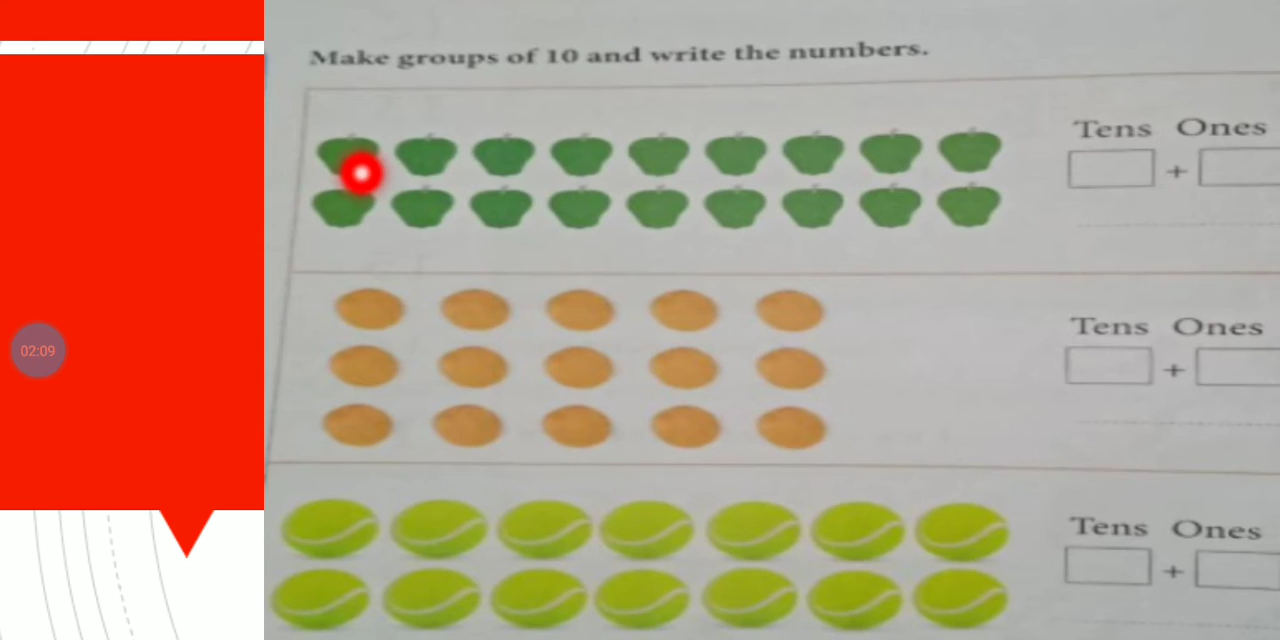 Make groups of 10 and write the numbers.
Tens Ones
+
02:09
Tens Ones
+
Tens Ones
+